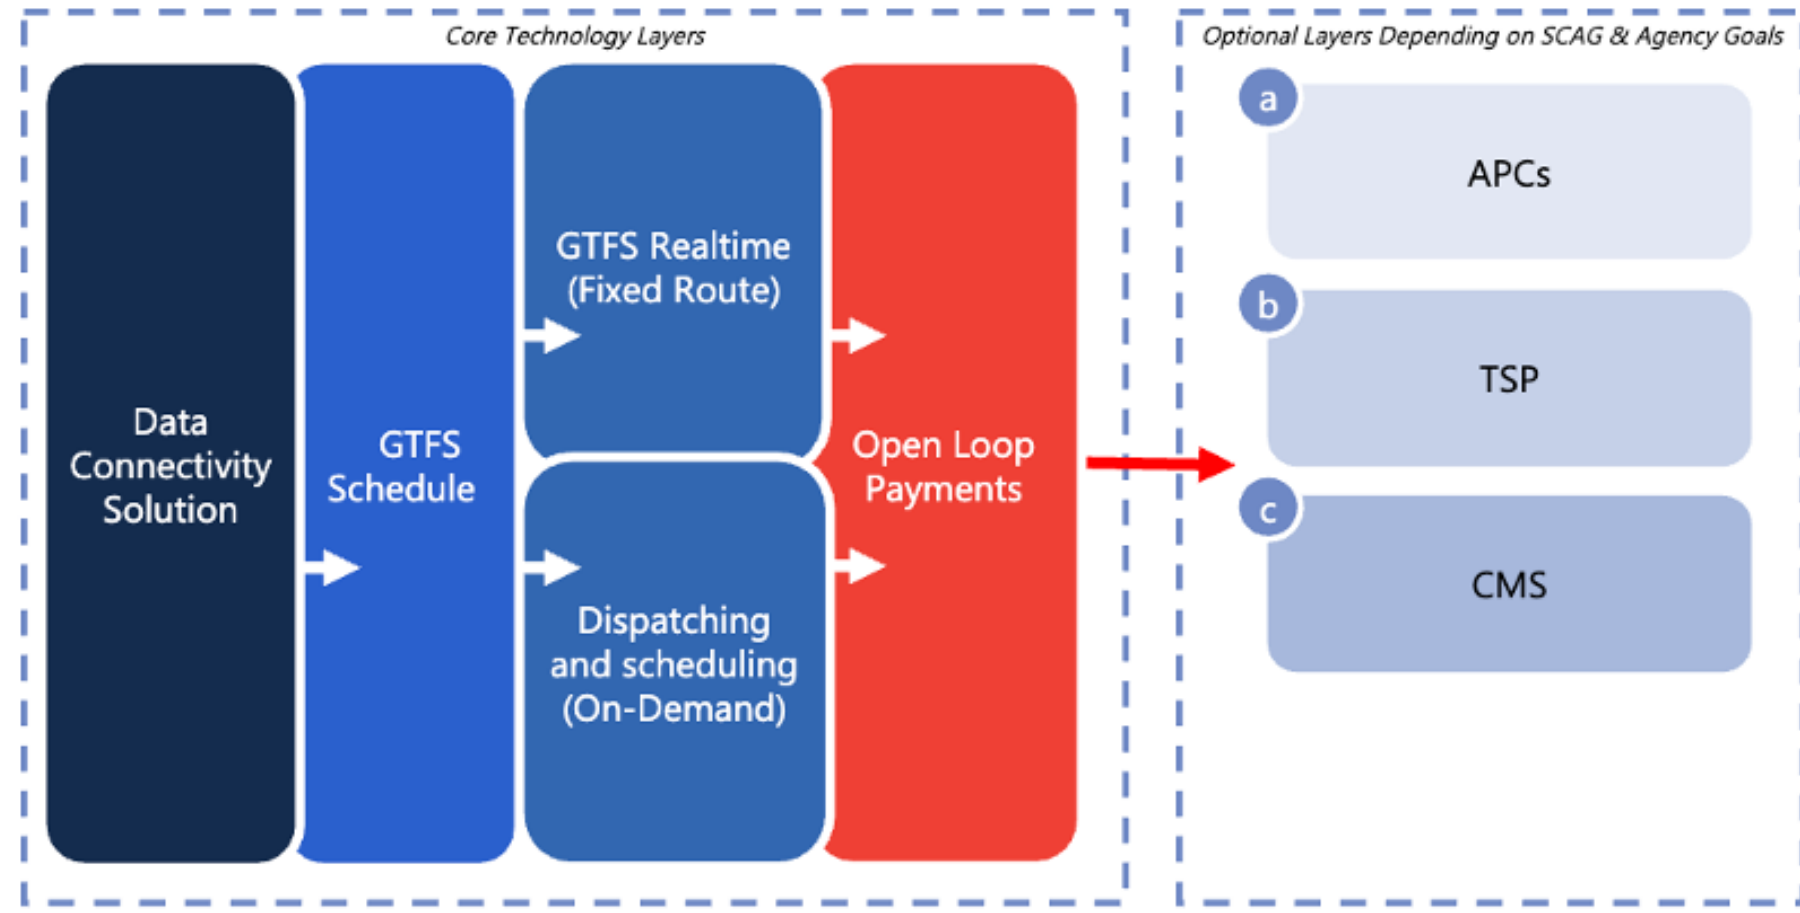 Core Technology Layers
Data
Connectivity
Solution
GTFS
Schedule
GTFS Realtime
(Fixed Route)
Dispatching
and scheduling
(On-Demand)
Open Loop
Payments
Optional Layers Depending on SCAG & Agency Goals
a
APCs
b
TSP
c
CMS